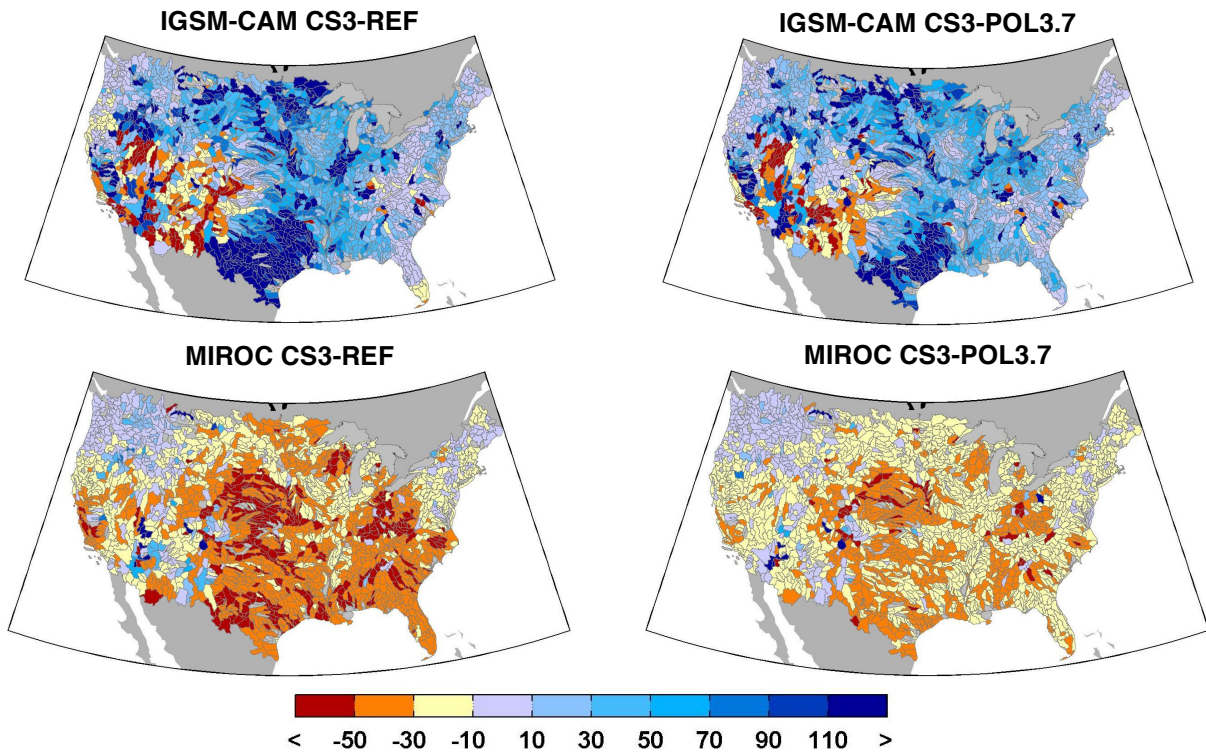 IGSM-CAM CS3-REF
IGSM-CAM CS3-POL3.7
MIROC CS3-REF
MIROC CS3-POL3.7
< -50 -30 -10 10 30 50 70 90 110 >